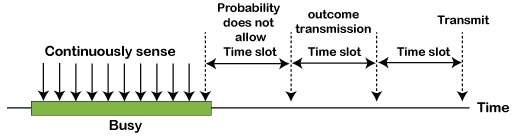 Probability
does not
allow
Time slot
outcome
transmission
Time slot
Transmit
Time slot
Continuously sense
Time
Busy